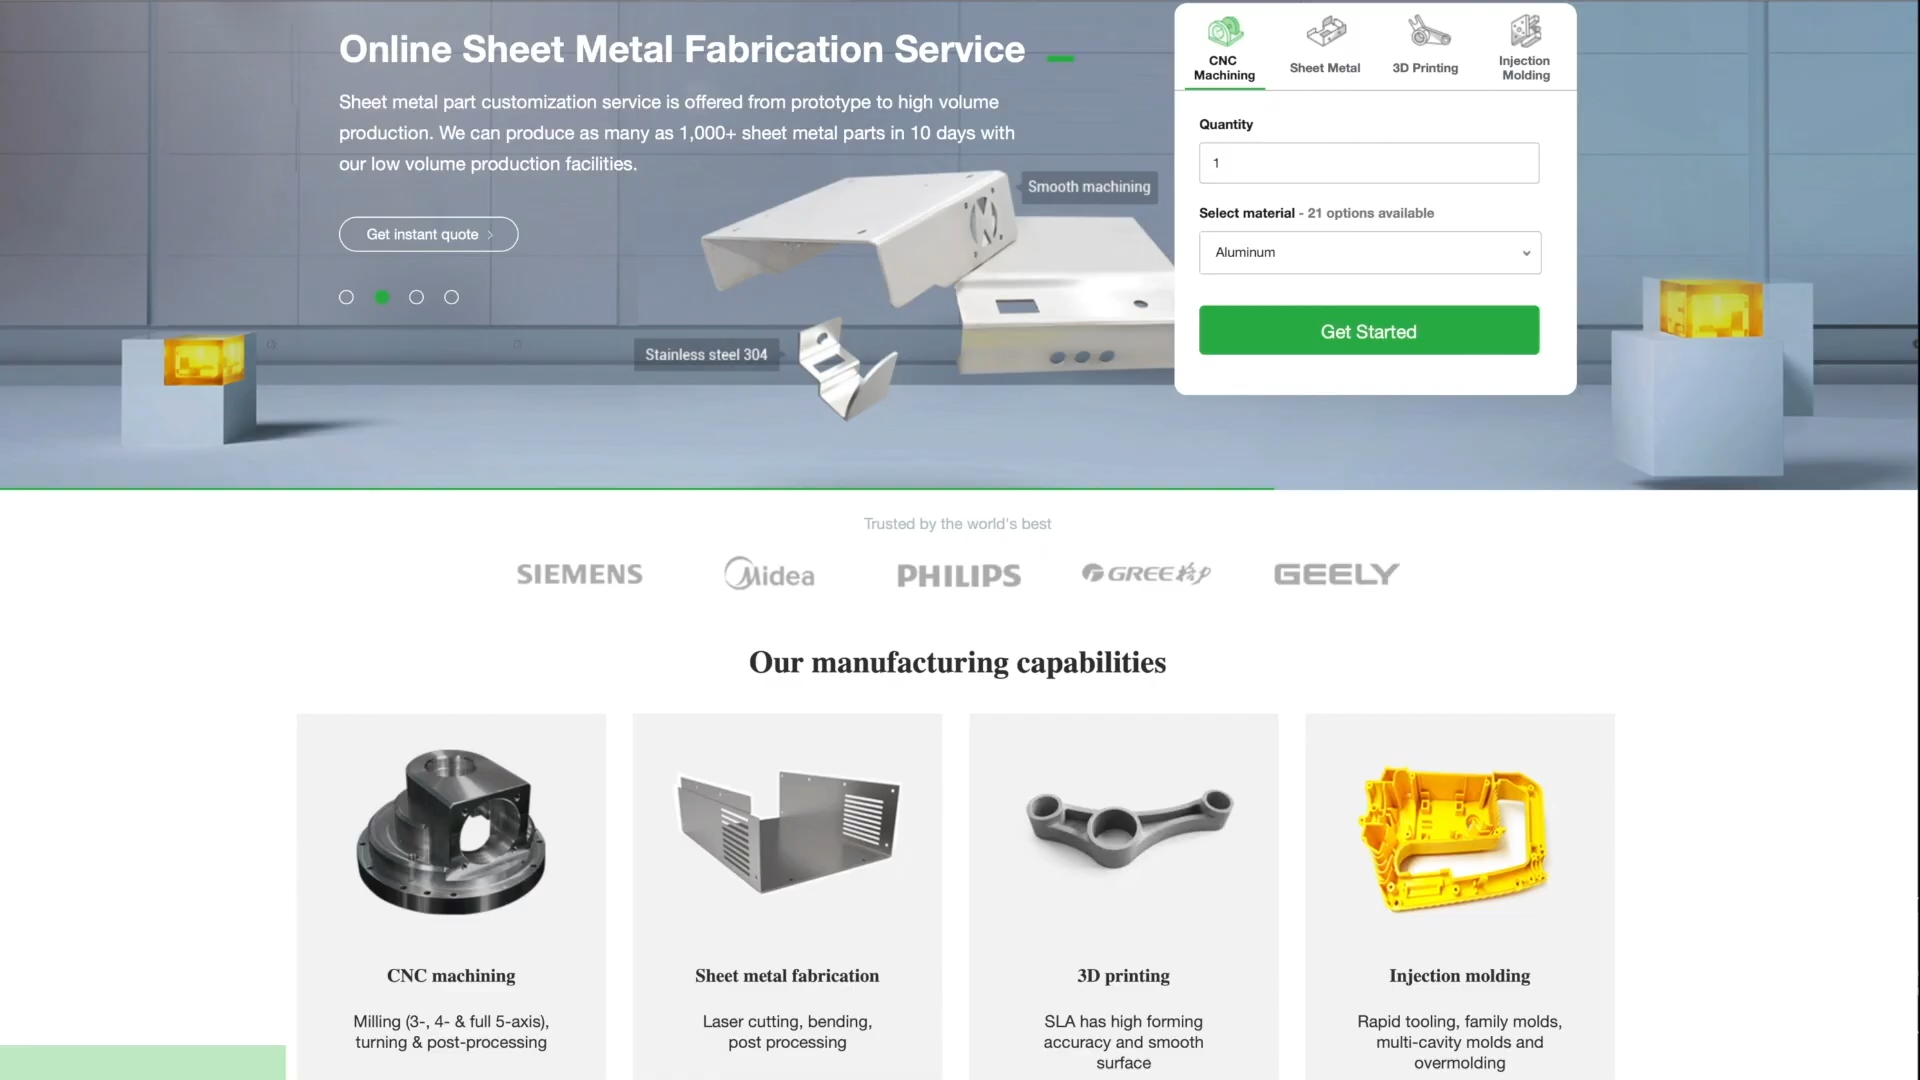 Online Sheet Metal Fabrication Service
Sheet metal part customization service is offered from prototype to high volume
production. We can produce as many as 1,000+ sheet metal parts in 10 days with
our low volume production facilities.
Get instant quote
Smooth machining
Stainless steel 304
CNC
Machining
Sheet Metal
3D Printing
Injection
Molding
Quantity
1
Select material - 21 options available
Aluminum
Get Started
Trusted by the world's best
SIEMENS
Midea
PHILIPS
GREE格力
GEELY
Our manufacturing capabilities
CNC machining
Milling (3-, 4- & full 5-axis),
turning & post-processing
Sheet metal fabrication
Laser cutting, bending,
post processing
3D printing
SLA has high forming
accuracy and smooth
surface
Injection molding
Rapid tooling, family molds,
multi-cavity molds and
overmolding